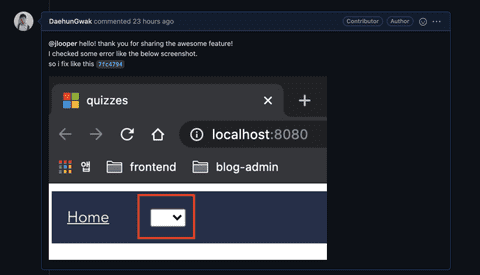 DaehunGwak commented 23 hours ago
Contributor
Author
@jlooper hello! thank you for sharing the awesome feature!
I checked some error like the below screenshot.
so i fix like this 7fc4794
quizzes
localhost:8080
앱 frontend blog-admin
Home